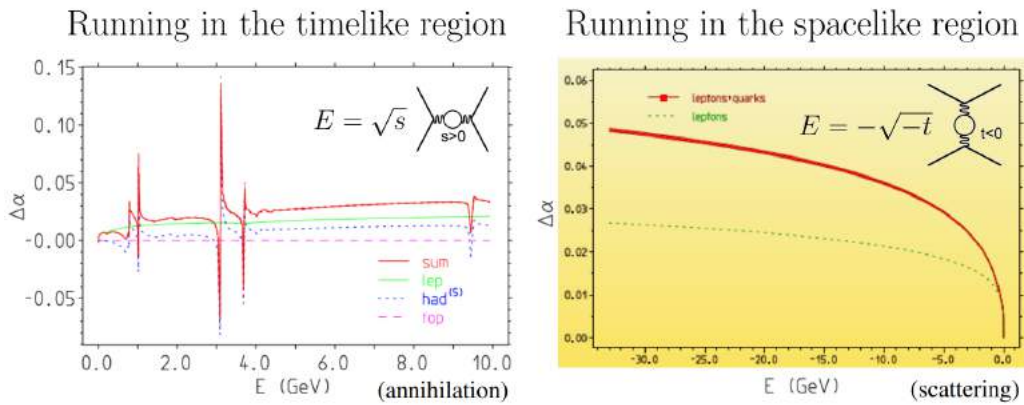 Running in the timelike region
0.15
0.10
0.05
-0.00
-0.05
Δα
E = √s
s>0
sum
lep
had(5)
top
0.0 2.0 4.0 6.0 8.0 10.0
E (GeV)
(annihilation)
Running in the spacelike region
0.06
0.05
0.04
0.03
0.02
0.01
0.00
Δα
leptons+quarks
leptons
E = −√−t
t<0
-30.0 -20.0 -15.0 -10.0 -5.0 0.0
E (GeV)
(scattering)